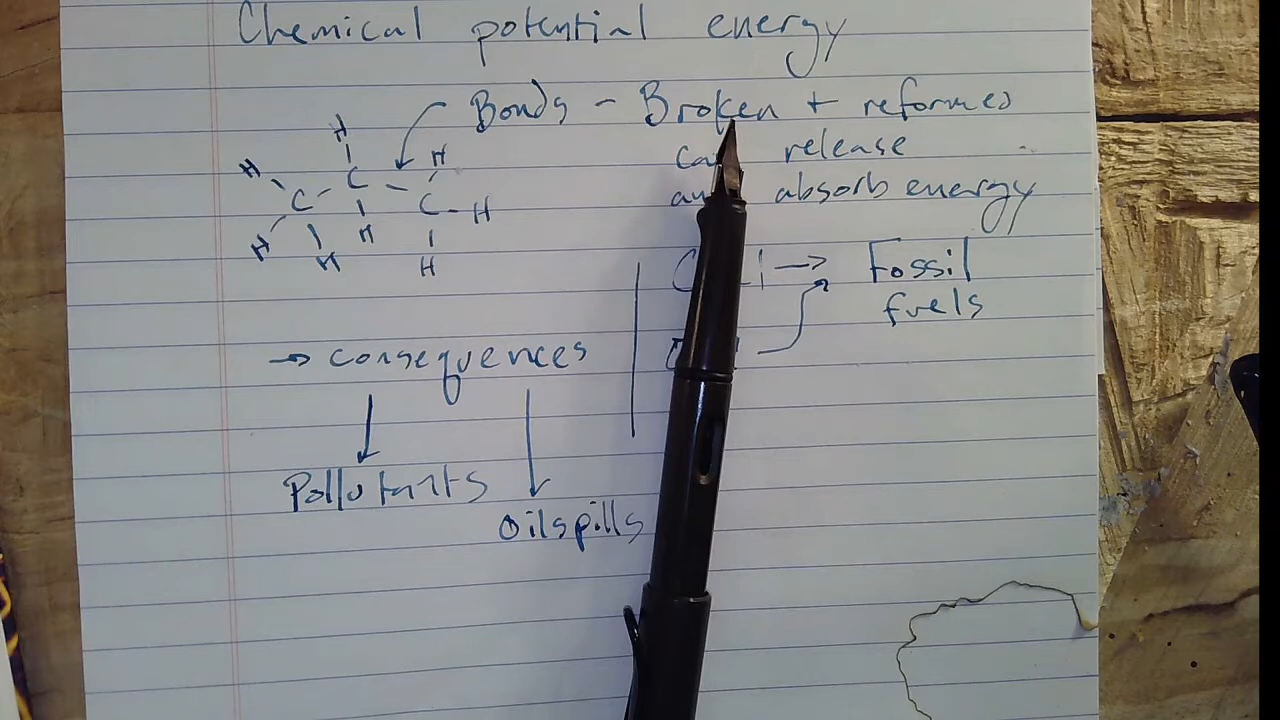 Chemical potential energy
Bonds - Broken + reformed
release
absorb energy
H
H H
C C
C - H
H H H
H
→ Fossil
fuels
→ consequences
Pollutants
Oilspills